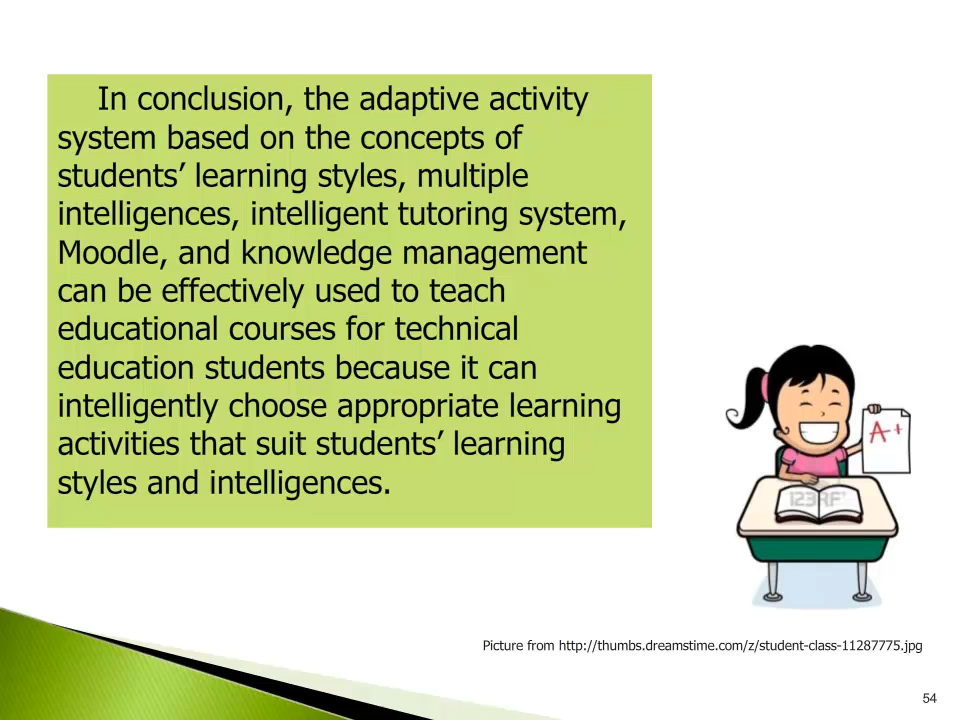 In conclusion, the adaptive activity
system based on the concepts of
students’ learning styles, multiple
intelligences, intelligent tutoring system,
Moodle, and knowledge management
can be effectively used to teach
educational courses for technical
education students because it can
intelligently choose appropriate learning
activities that suit students’ learning
styles and intelligences.
A+
123RF
Picture from http://thumbs.dreamstime.com/z/student-class-11287775.jpg
54